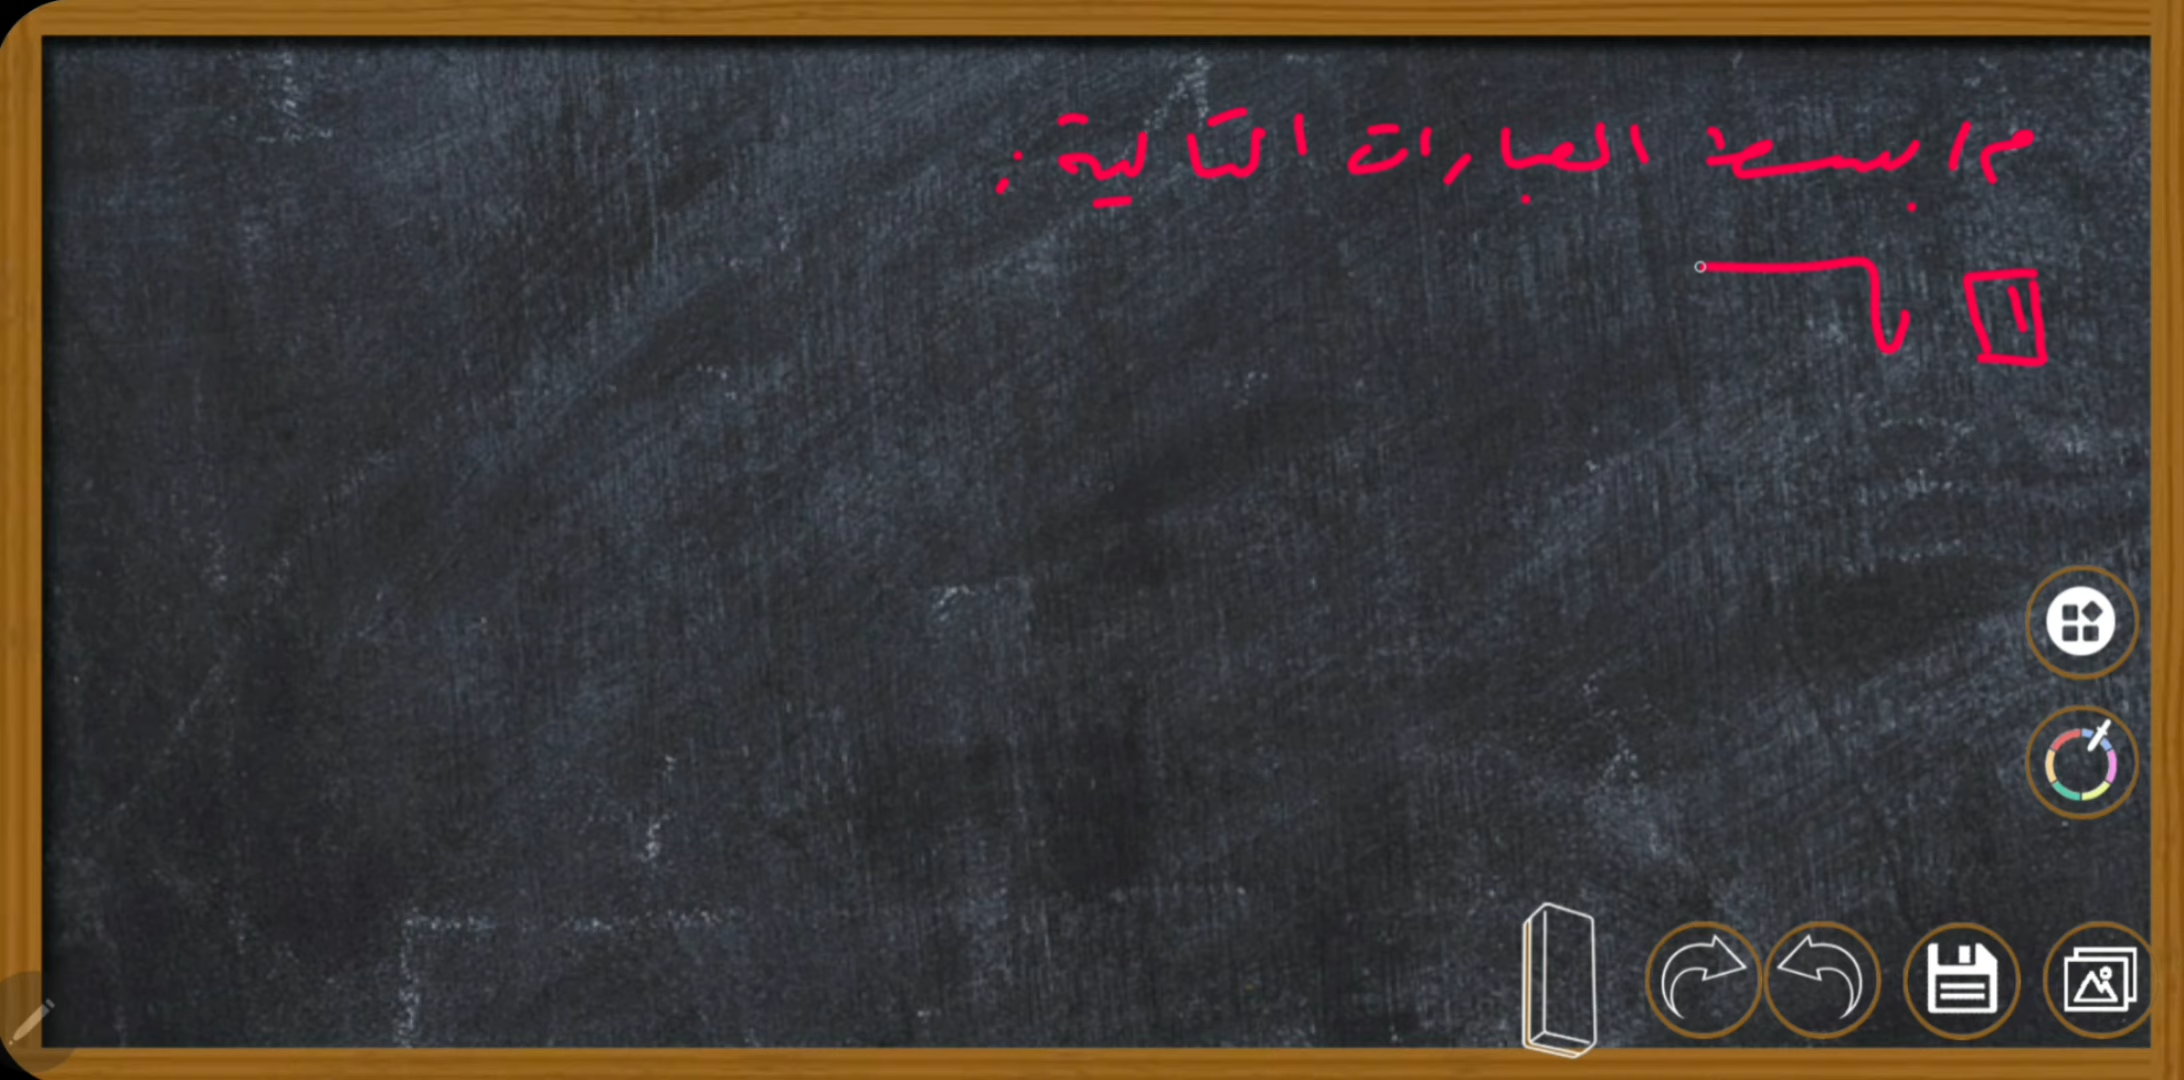 م/ بسط العبارات التالية :
1 √